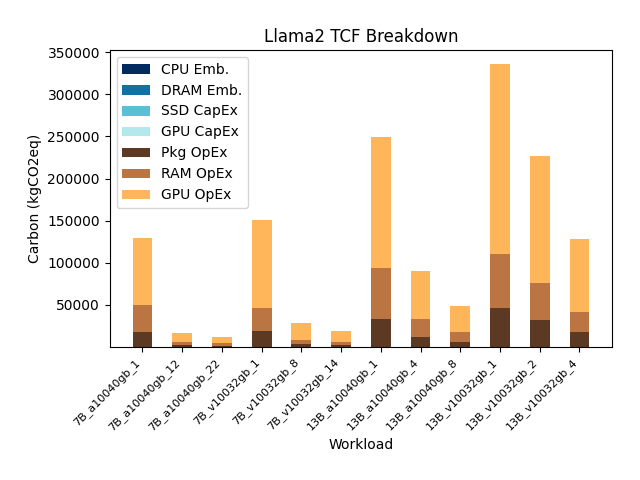 Llama2 TCF Breakdown
350000
300000
250000
200000
150000
100000
50000
Carbon (kgCO2eq)
CPU Emb.
DRAM Emb.
SSD CapEx
GPU CapEx
Pkg OpEx
RAM OpEx
GPU OpEx
7B_a10040gb_1
7B_a10040gb_12
7B_a10040gb_22
7B_v10032gb_1
7B_v10032gb_8
7B_v10032gb_14
13B_a10040gb_1
13B_a10040gb_4
13B_a10040gb_8
13B_v10032gb_1
13B_v10032gb_2
13B_v10032gb_4
Workload